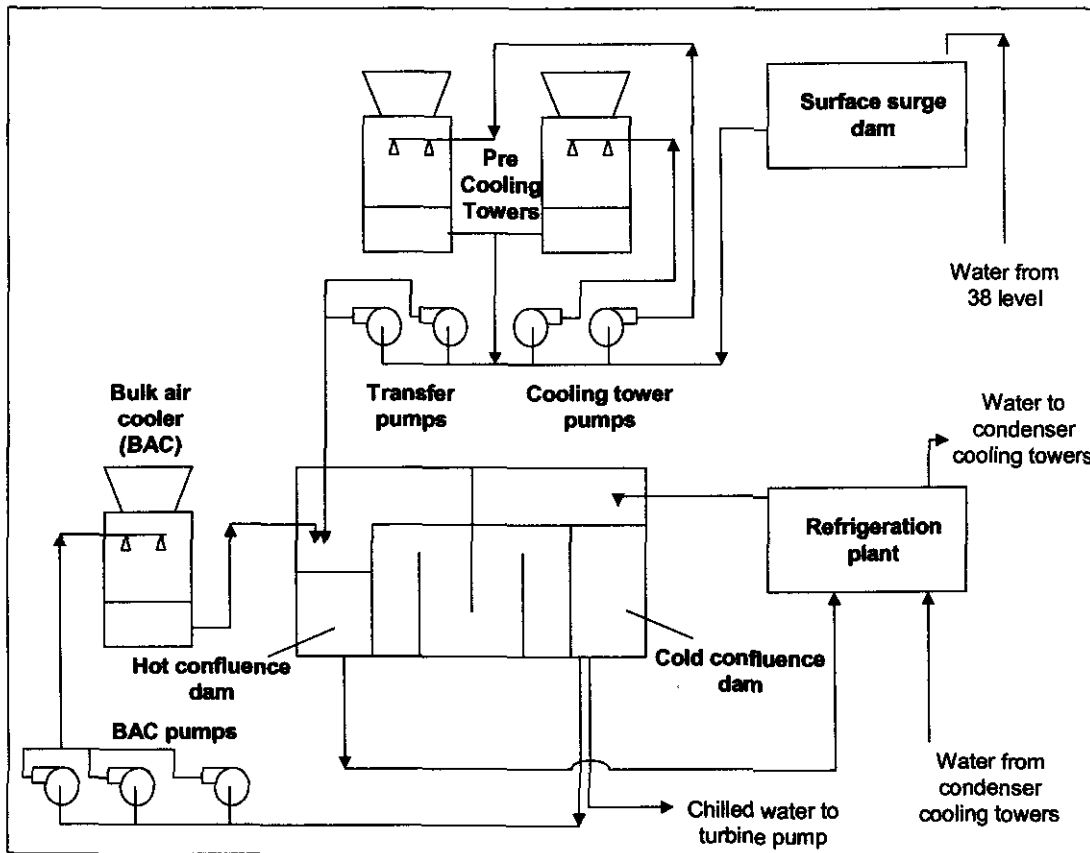 Surface surge
dam
Pre
Cooling
Towers
Water from
38 level
Transfer
pumps
Cooling tower
pumps
Bulk air
cooler
(BAC)
Water to
condenser
cooling towers
Refrigeration
plant
Hot confluence
dam
Cold confluence
dam
BAC pumps
Chilled water to
turbine pump
Water from
condenser
cooling towers